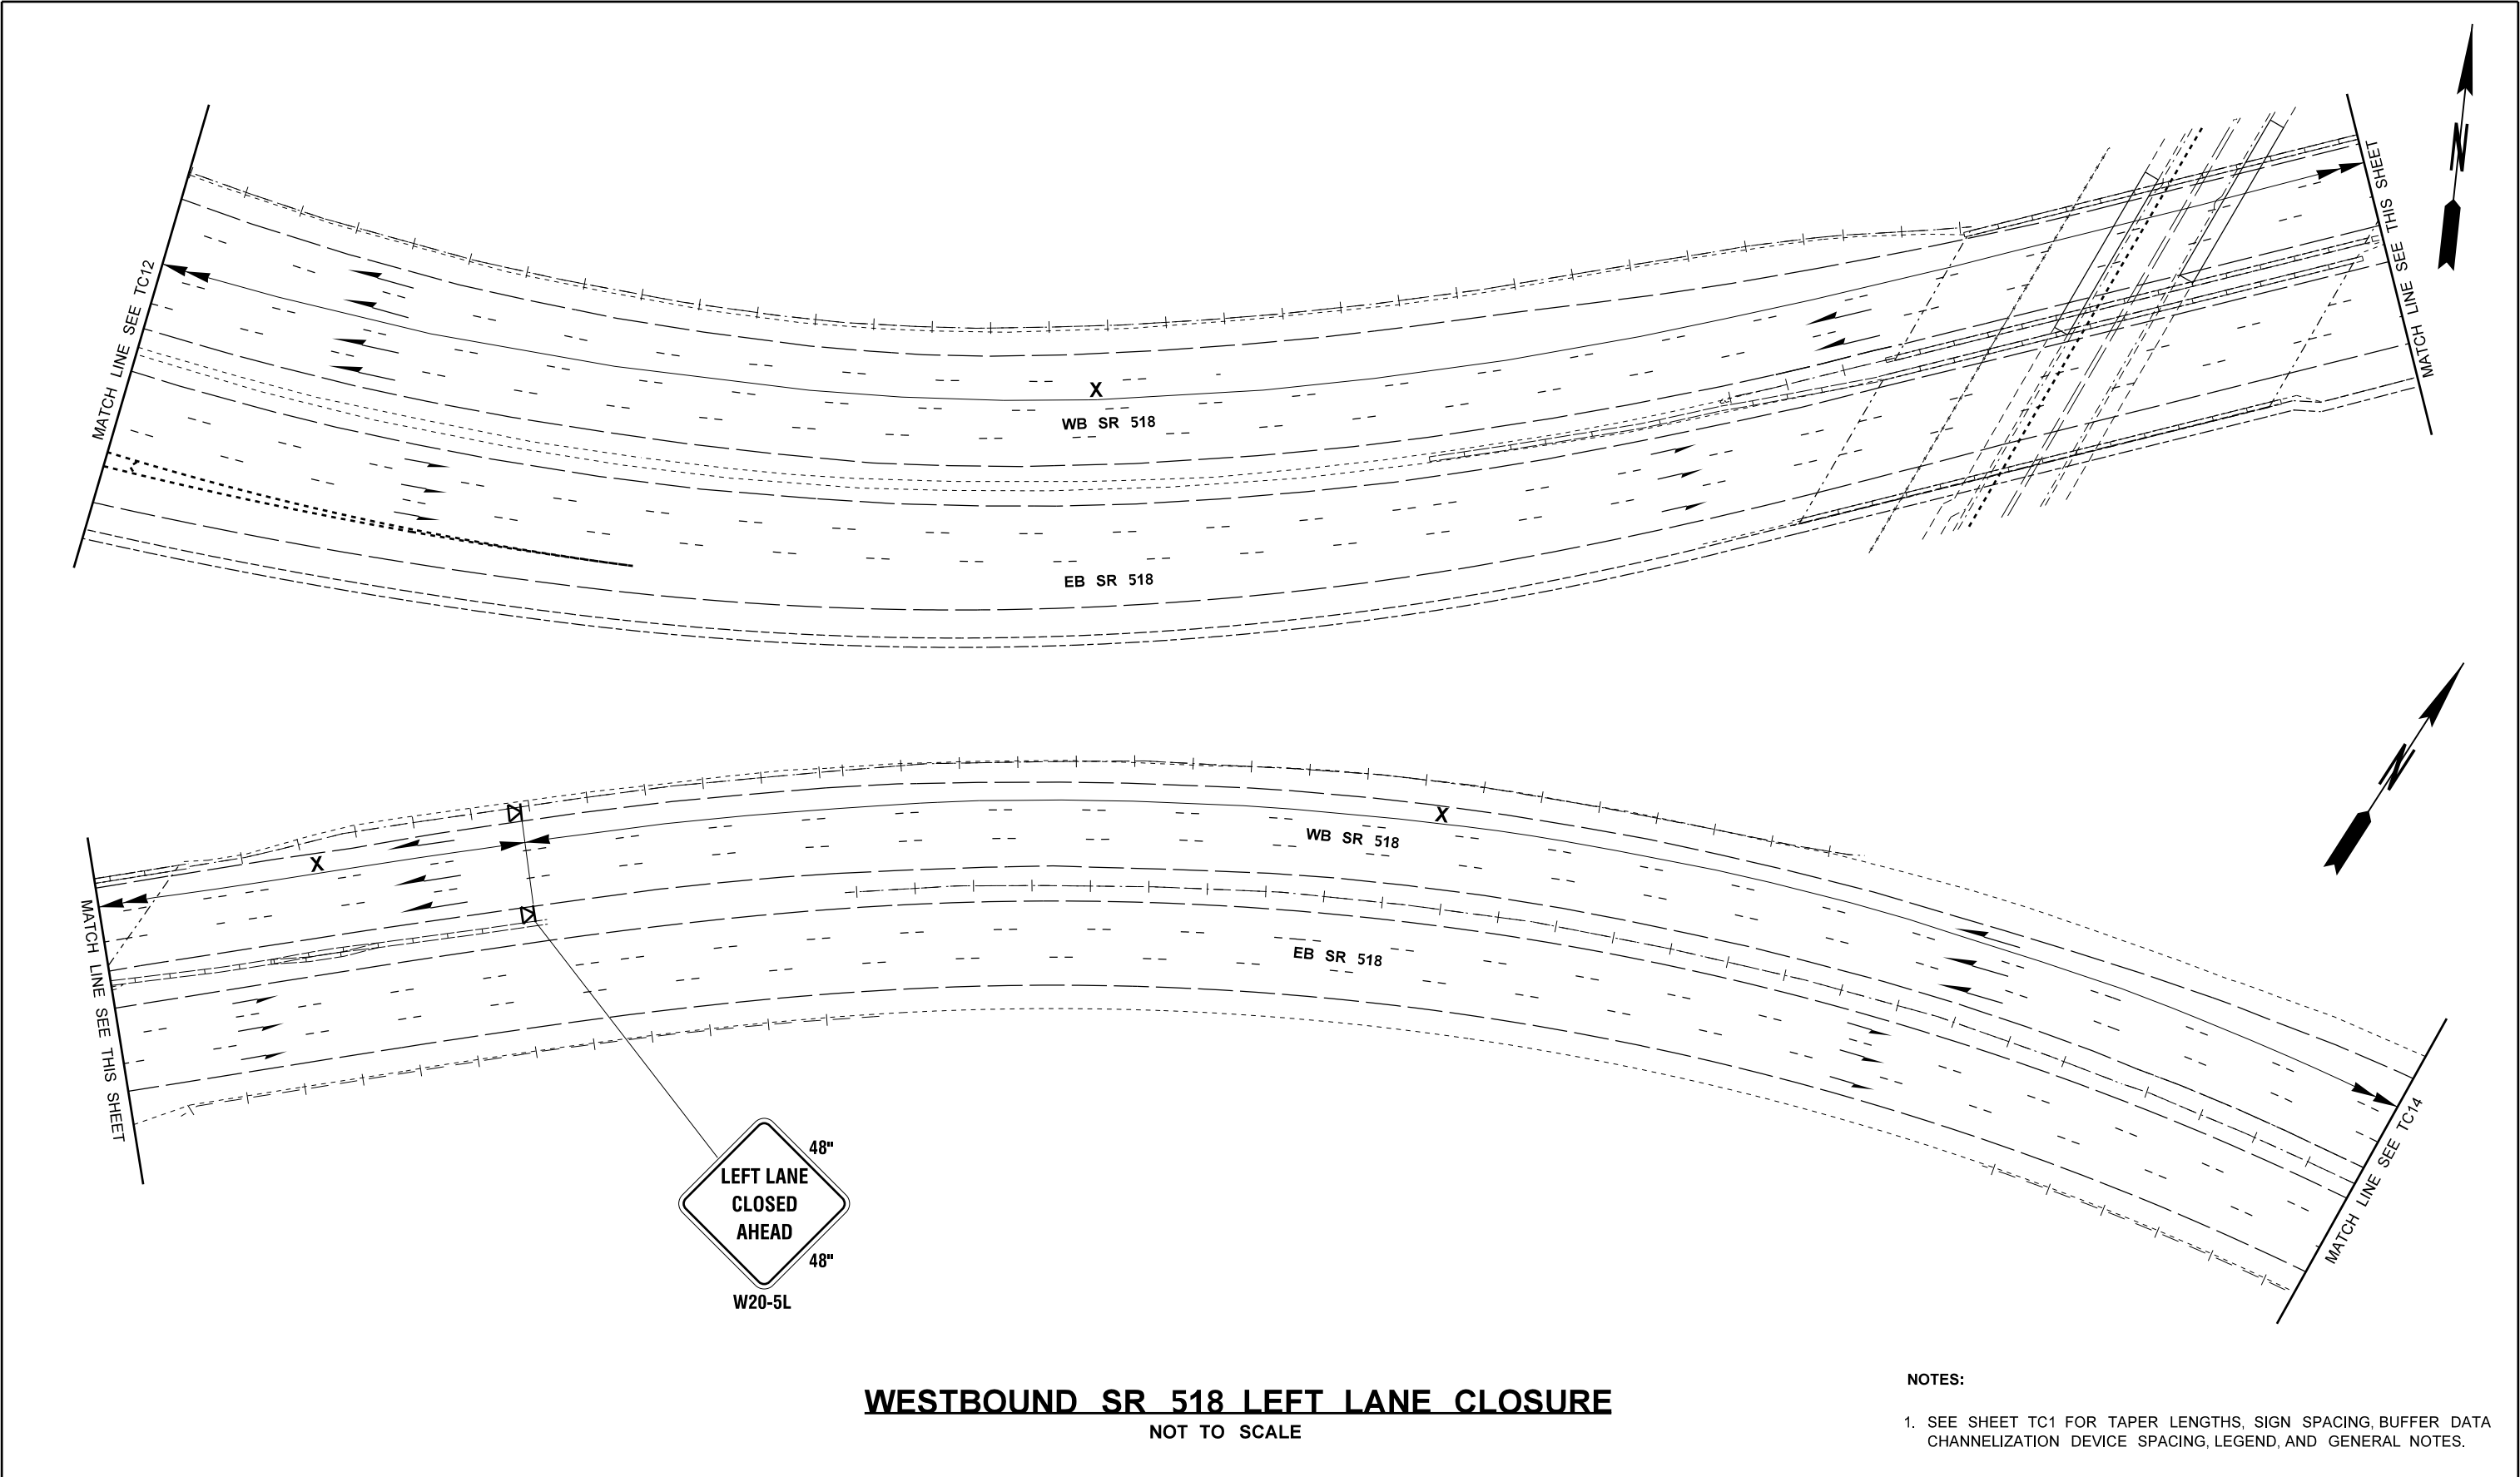 N
MATCH LINE SEE TC12
MATCH LINE SEE THIS SHEET
X
WB SR 518
EB SR 518
N
X
X
WB SR 518
EB SR 518
MATCH LINE SEE THIS SHEET
MATCH LINE SEE TC14
48"
LEFT LANE
CLOSED
AHEAD
48"
W20-5L
WESTBOUND SR 518 LEFT LANE CLOSURE
NOT TO SCALE
NOTES:
1. SEE SHEET TC1 FOR TAPER LENGTHS, SIGN SPACING, BUFFER DATA
CHANNELIZATION DEVICE SPACING, LEGEND, AND GENERAL NOTES.